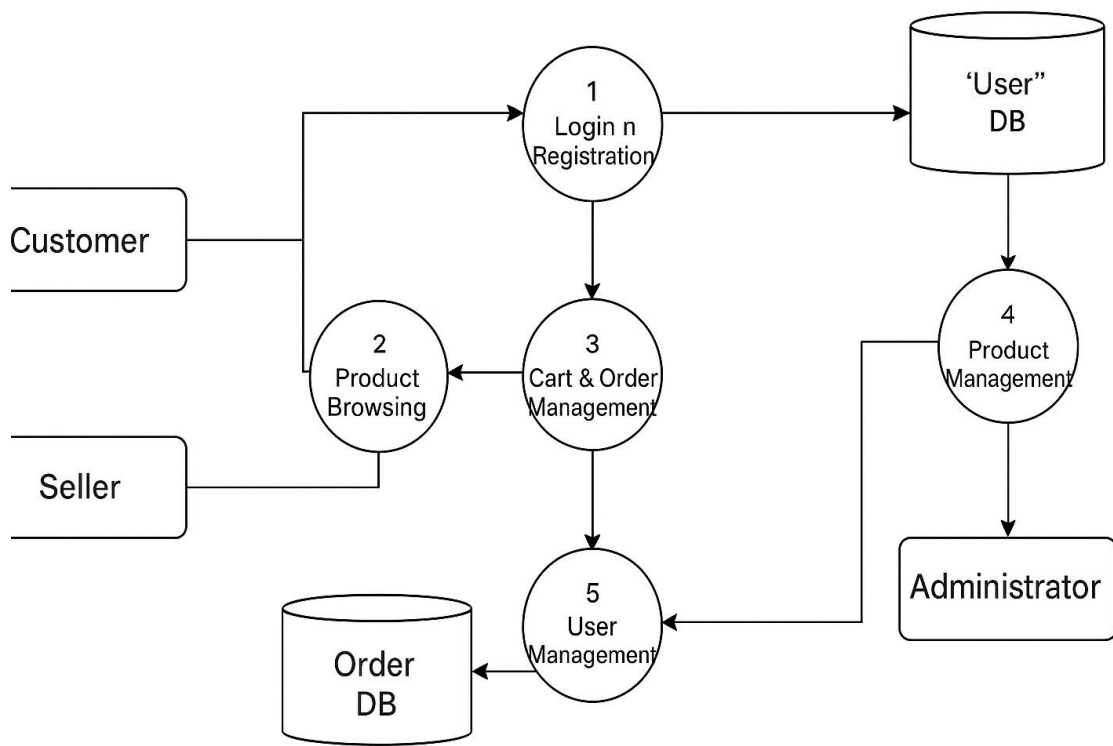 1
Login n
Registration
‘User”
DB
Customer
2
Product
Browsing
3
Cart & Order
Management
4
Product
Management
Seller
5
User
Management
Administrator
Order
DB